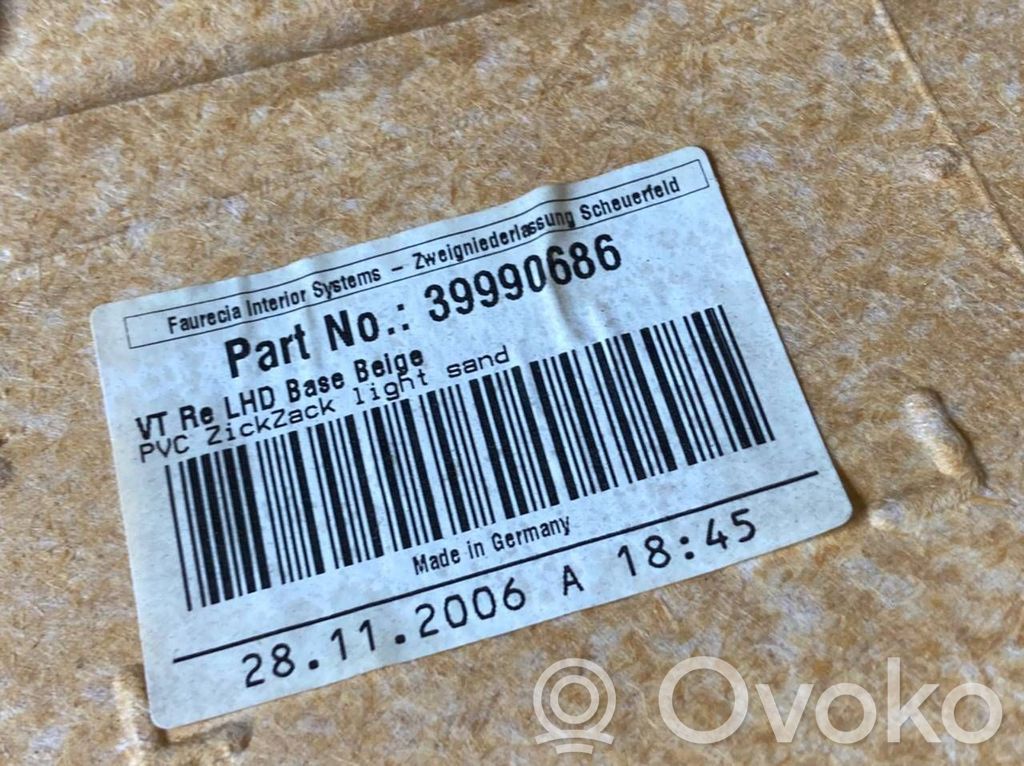 Faurecia Interior Systems – Zweigniederlassung Scheuerfeld
Part No.: 39990686
VT Re LHD Base Beige
PVC ZickZack light sand
Made in Germany
28.11.2006 A 18:45
Ovoko